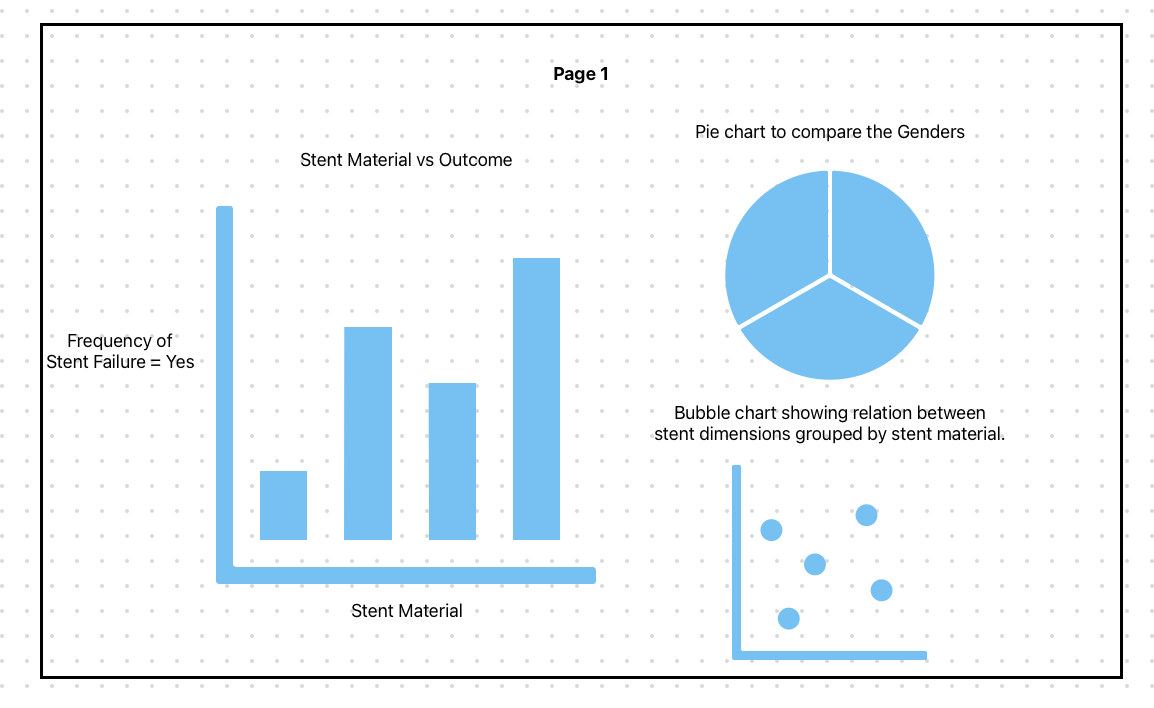 Page 1
Stent Material vs Outcome
Frequency of
Stent Failure = Yes
Stent Material
Pie chart to compare the Genders
Bubble chart showing relation between
stent dimensions grouped by stent material.